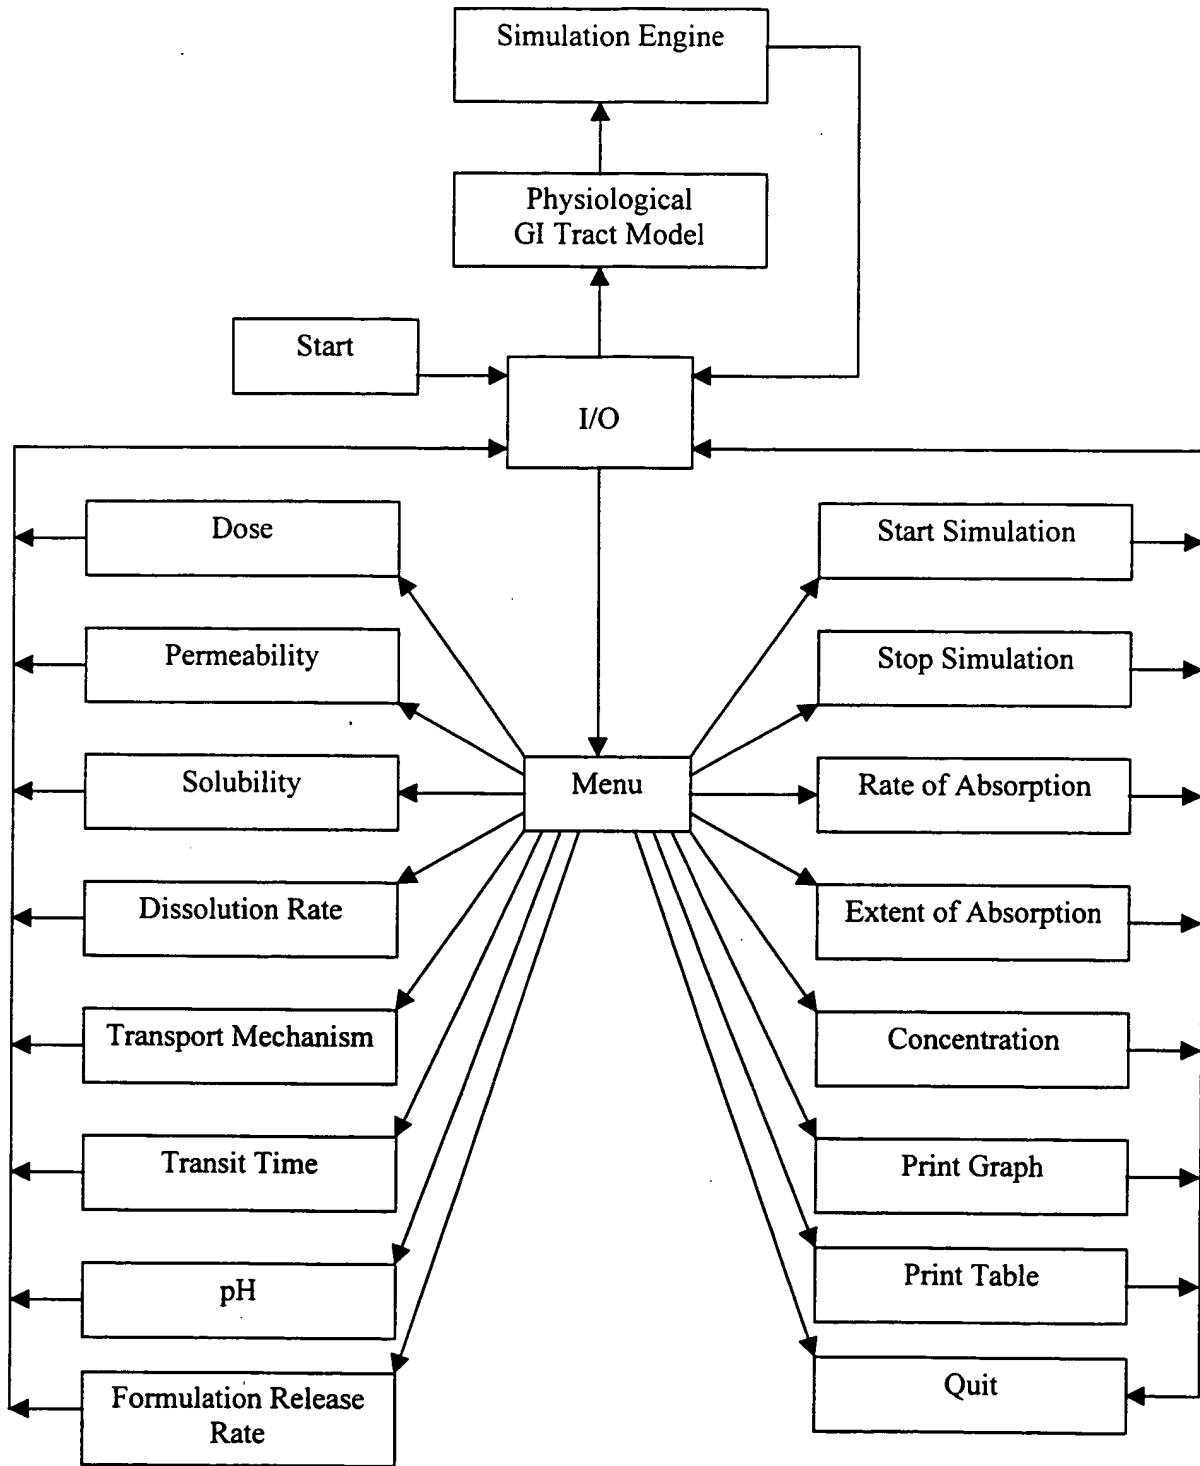 Simulation Engine
Physiological
GI Tract Model
Start
I/O
Dose
Start Simulation
Permeability
Stop Simulation
Solubility
Menu
Rate of Absorption
Dissolution Rate
Extent of Absorption
Transport Mechanism
Concentration
Transit Time
Print Graph
pH
Print Table
Formulation Release
Rate
Quit